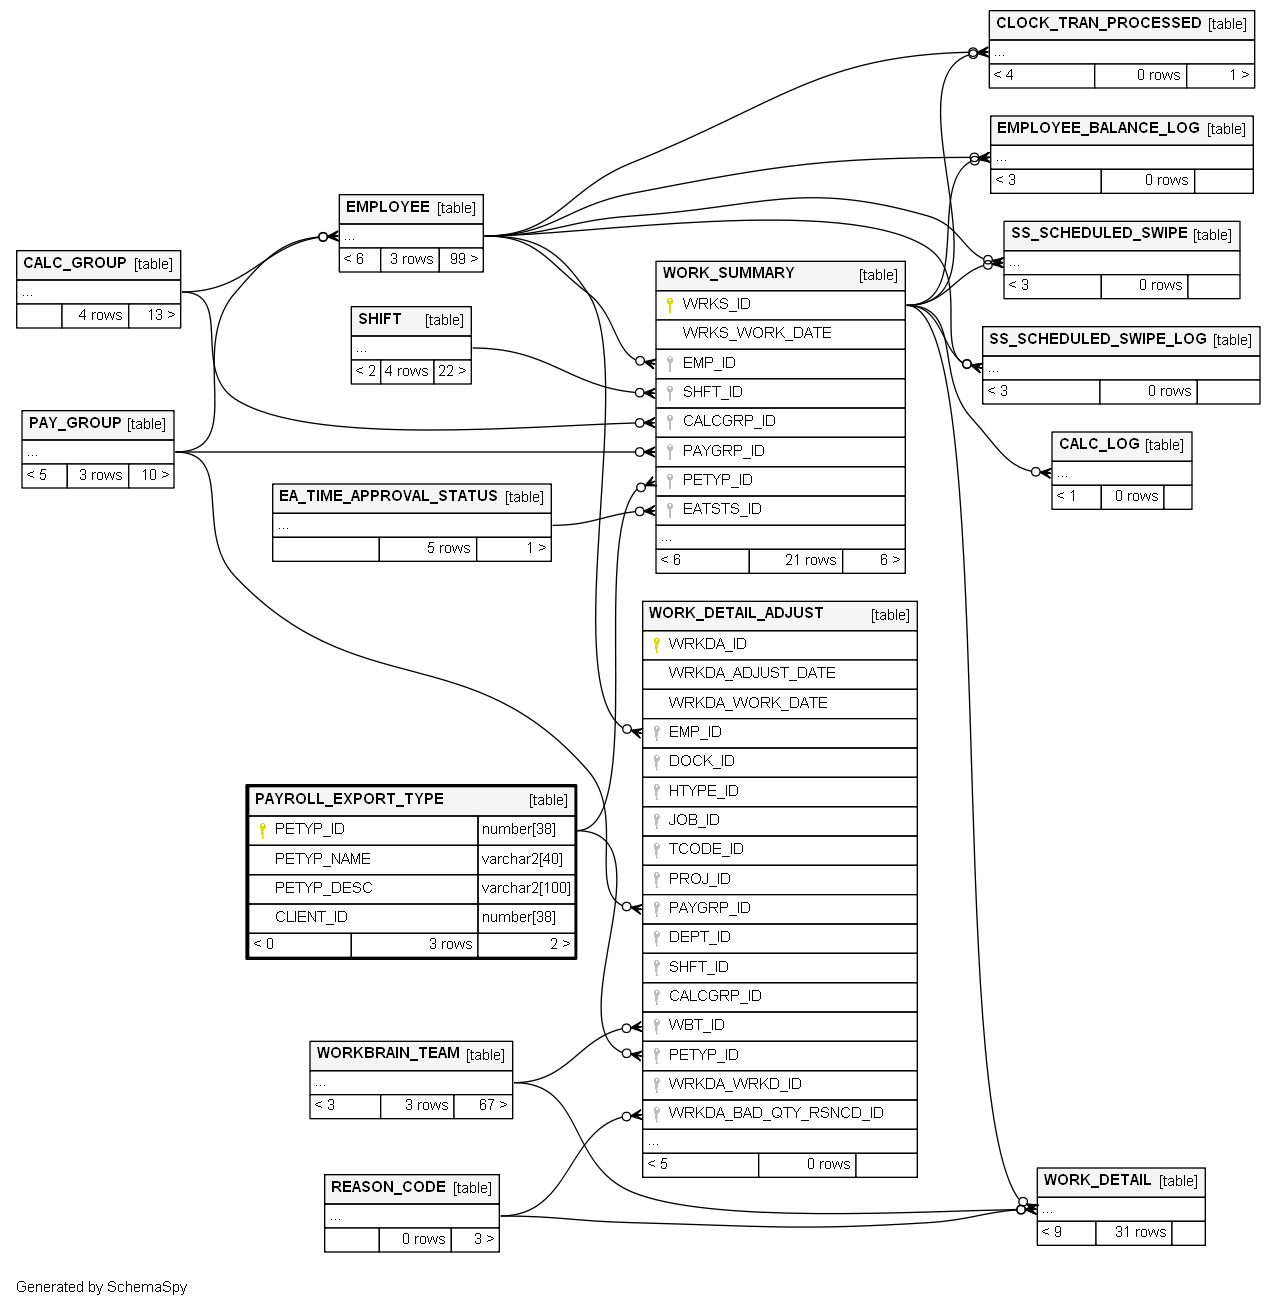 CLOCK_TRAN_PROCESSED [table]
...
< 4 0 rows 1 >
EMPLOYEE_BALANCE_LOG [table]
...
< 3 0 rows
EMPLOYEE [table]
...
< 6 3 rows 99 >
SS_SCHEDULED_SWIPE [table]
...
< 3 0 rows
CALC_GROUP [table]
...
4 rows 13 >
WORK_SUMMARY [table]
WRKS_ID
WRKS_WORK_DATE
EMP_ID
SHFT_ID
CALCGRP_ID
PAYGRP_ID
PETYP_ID
EATSTS_ID
...
< 6 21 rows 6 >
SHIFT [table]
...
< 2 4 rows 22 >
SS_SCHEDULED_SWIPE_LOG [table]
...
< 3 0 rows
PAY_GROUP [table]
...
< 5 3 rows 10 >
CALC_LOG [table]
...
< 1 0 rows
EA_TIME_APPROVAL_STATUS [table]
...
5 rows 1 >
WORK_DETAIL_ADJUST [table]
WRKDA_ID
WRKDA_ADJUST_DATE
WRKDA_WORK_DATE
EMP_ID
DOCK_ID
HTYPE_ID
JOB_ID
TCODE_ID
PROJ_ID
PAYGRP_ID
DEPT_ID
SHFT_ID
CALCGRP_ID
WBT_ID
PETYP_ID
WRKDA_WRKD_ID
WRKDA_BAD_QTY_RSNCD_ID
...
< 5 0 rows
PAYROLL_EXPORT_TYPE [table]
PETYP_ID number[38]
PETYP_NAME varchar2[40]
PETYP_DESC varchar2[100]
CLIENT_ID number[38]
< 0 3 rows 2 >
WORKBRAIN_TEAM [table]
...
< 3 3 rows 67 >
REASON_CODE [table]
...
0 rows 3 >
WORK_DETAIL [table]
...
< 9 31 rows
Generated by SchemaSpy